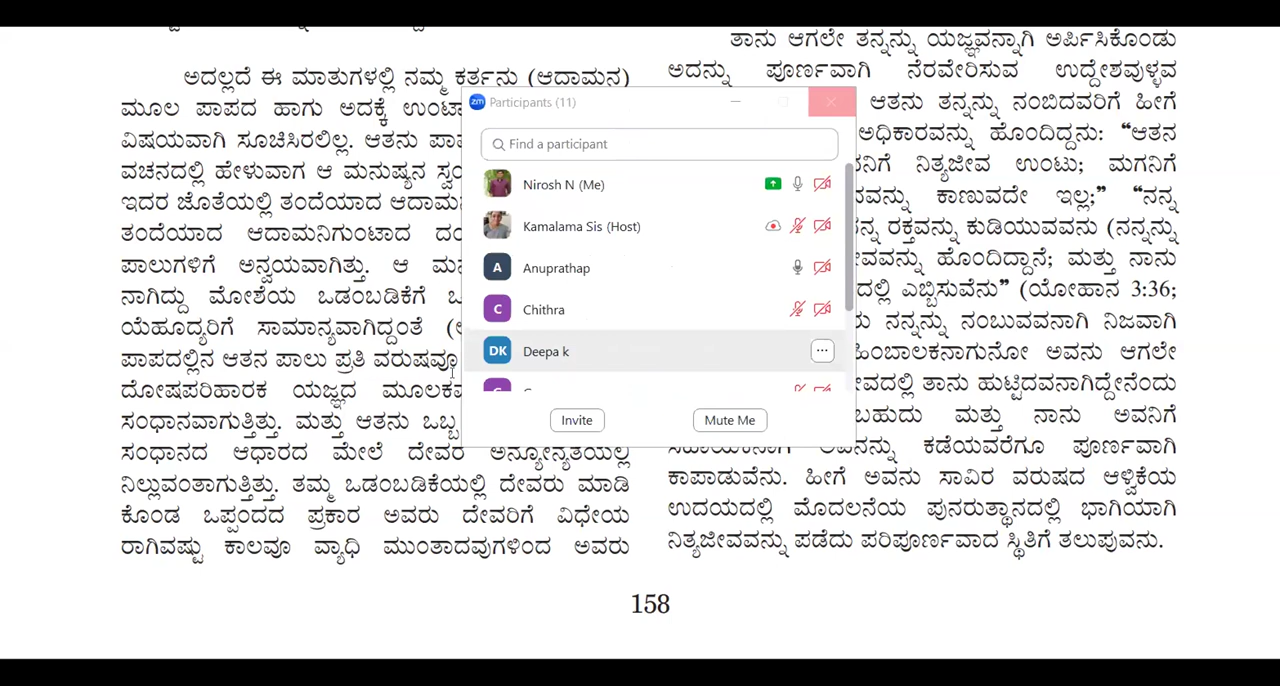 ಅದಲ್ಲದೆ ಈ ಮಾತುಗಳಲ್ಲಿ ನಮ್ಮ ಕರ್ತನು (ಆದಾಮನ)
ಮೂಲ ಪಾಪದ ಹಾಗು ಅದಕ್ಕೆ
ವಿಷಯವಾಗಿ ಸೂಚಿಸಿರಲಿಲ್ಲ. ಆತನು
ವಚನದಲ್ಲಿ ಹೇಳುವಾಗ ಆ ಮನುಷ್ಯನ
ಇದರ ಜೊತೆಯಲ್ಲಿ ತಂದೆಯಾದ
ತಂದೆಯಾದ ಆದಾಮನಿಗುಂಟಾದ
ಪಾಲುಗಳಿಗೆ ಅನ್ವಯವಾಗಿತ್ತು. ಆ
ನಾಗಿದ್ದು ಮೋಶೆಯ ಒಡಂಬಡಿಕೆಗೆ
ಯೆಹೂದ್ಯರಿಗೆ ಸಾಮಾನ್ಯವಾಗಿದ್ದಂತೆ
ಪಾಪದಲ್ಲಿನ ಆತನ ಪಾಲು ಪ್ರತಿ ವರುಷವೂ
ದೋಷಪರಿಹಾರಕ ಯಜ್ಞದ
ಸಂಧಾನವಾಗುತ್ತಿತ್ತು. ಮತ್ತು ಆತನು ಒಬ್ಬ
ಸಂಧಾನದ ಆಧಾರದ ಮೇಲೆ ದೇವರ ಅನ್ಯೋನ್ಯತೆಯಲ್ಲಿ
ನಿಲ್ಲುವಂತಾಗುತ್ತಿತ್ತು. ತಮ್ಮ ಒಡಂಬಡಿಕೆಯಲ್ಲಿ ದೇವರು ಮಾಡಿ
ಕೊಂಡ ಒಪ್ಪಂದದ ಪ್ರಕಾರ ಅವರು ದೇವರಿಗೆ ವಿಧೇಯ
ರಾಗಿವಷ್ಟು ಕಾಲವೂ ವ್ಯಾಧಿ ಮುಂತಾದವುಗಳಿಂದ ಅವರು
ತಾನು ಆಗಲೇ ತನ್ನನ್ನು ಯಜ್ಞವನ್ನಾಗಿ ಅರ್ಪಿಸಿಕೊಂಡು
ಅದನ್ನು ಪೂರ್ಣವಾಗಿ ನೆರವೇರಿಸುವ ಉದ್ದೇಶವುಳ್ಳವ
ಆತನು ತನ್ನನ್ನು ನಂಬಿದವರಿಗೆ ಹೀಗೆ
ಅಧಿಕಾರವನ್ನು ಹೊಂದಿದ್ದನು: “ಆತನ
ನಿತ್ಯಜೀವ ಉಂಟು; ಮಗನಿಗೆ
ಕಾಣುವದೇ ಇಲ್ಲ;” “ನನ್ನ
ರಕ್ತವನ್ನು ಕುಡಿಯುವವನು (ನನ್ನನ್ನು
ಹೊಂದಿದ್ದಾನೆ; ಮತ್ತು ನಾನು
ಎಬ್ಬಿಸುವೆನು” (ಯೋಹಾನ 3:36;
ನನ್ನನ್ನು ನಂಬುವವನಾಗಿ ನಿಜವಾಗಿ
ಹಿಂಬಾಲಕನಾಗುನೋ ಅವನು ಆಗಲೇ
ತಾನು ಹುಟ್ಟಿದವನಾಗಿದ್ದೇನೆಂದು
ಮತ್ತು ನಾನು ಅವನಿಗೆ
ಕಡೆಯವರೆಗೂ ಪೂರ್ಣವಾಗಿ
ಕಾಪಾಡುವೆನು. ಹೀಗೆ ಅವನು ಸಾವಿರ ವರುಷದ ಆಳ್ವಿಕೆಯ
ಉದಯದಲ್ಲಿ ಮೊದಲನೆಯ ಪುನರುತ್ಥಾನದಲ್ಲಿ ಭಾಗಿಯಾಗಿ
ನಿತ್ಯಜೀವವನ್ನು ಪಡೆದು ಪರಿಪೂರ್ಣವಾದ ಸ್ಥಿತಿಗೆ ತಲುಪುವನು.
158
zm Participants (11)
Find a participant
Nirosh N (Me)
Kamalama Sis (Host)
A Anuprathap
C Chithra
DK Deepa k
Invite Mute Me